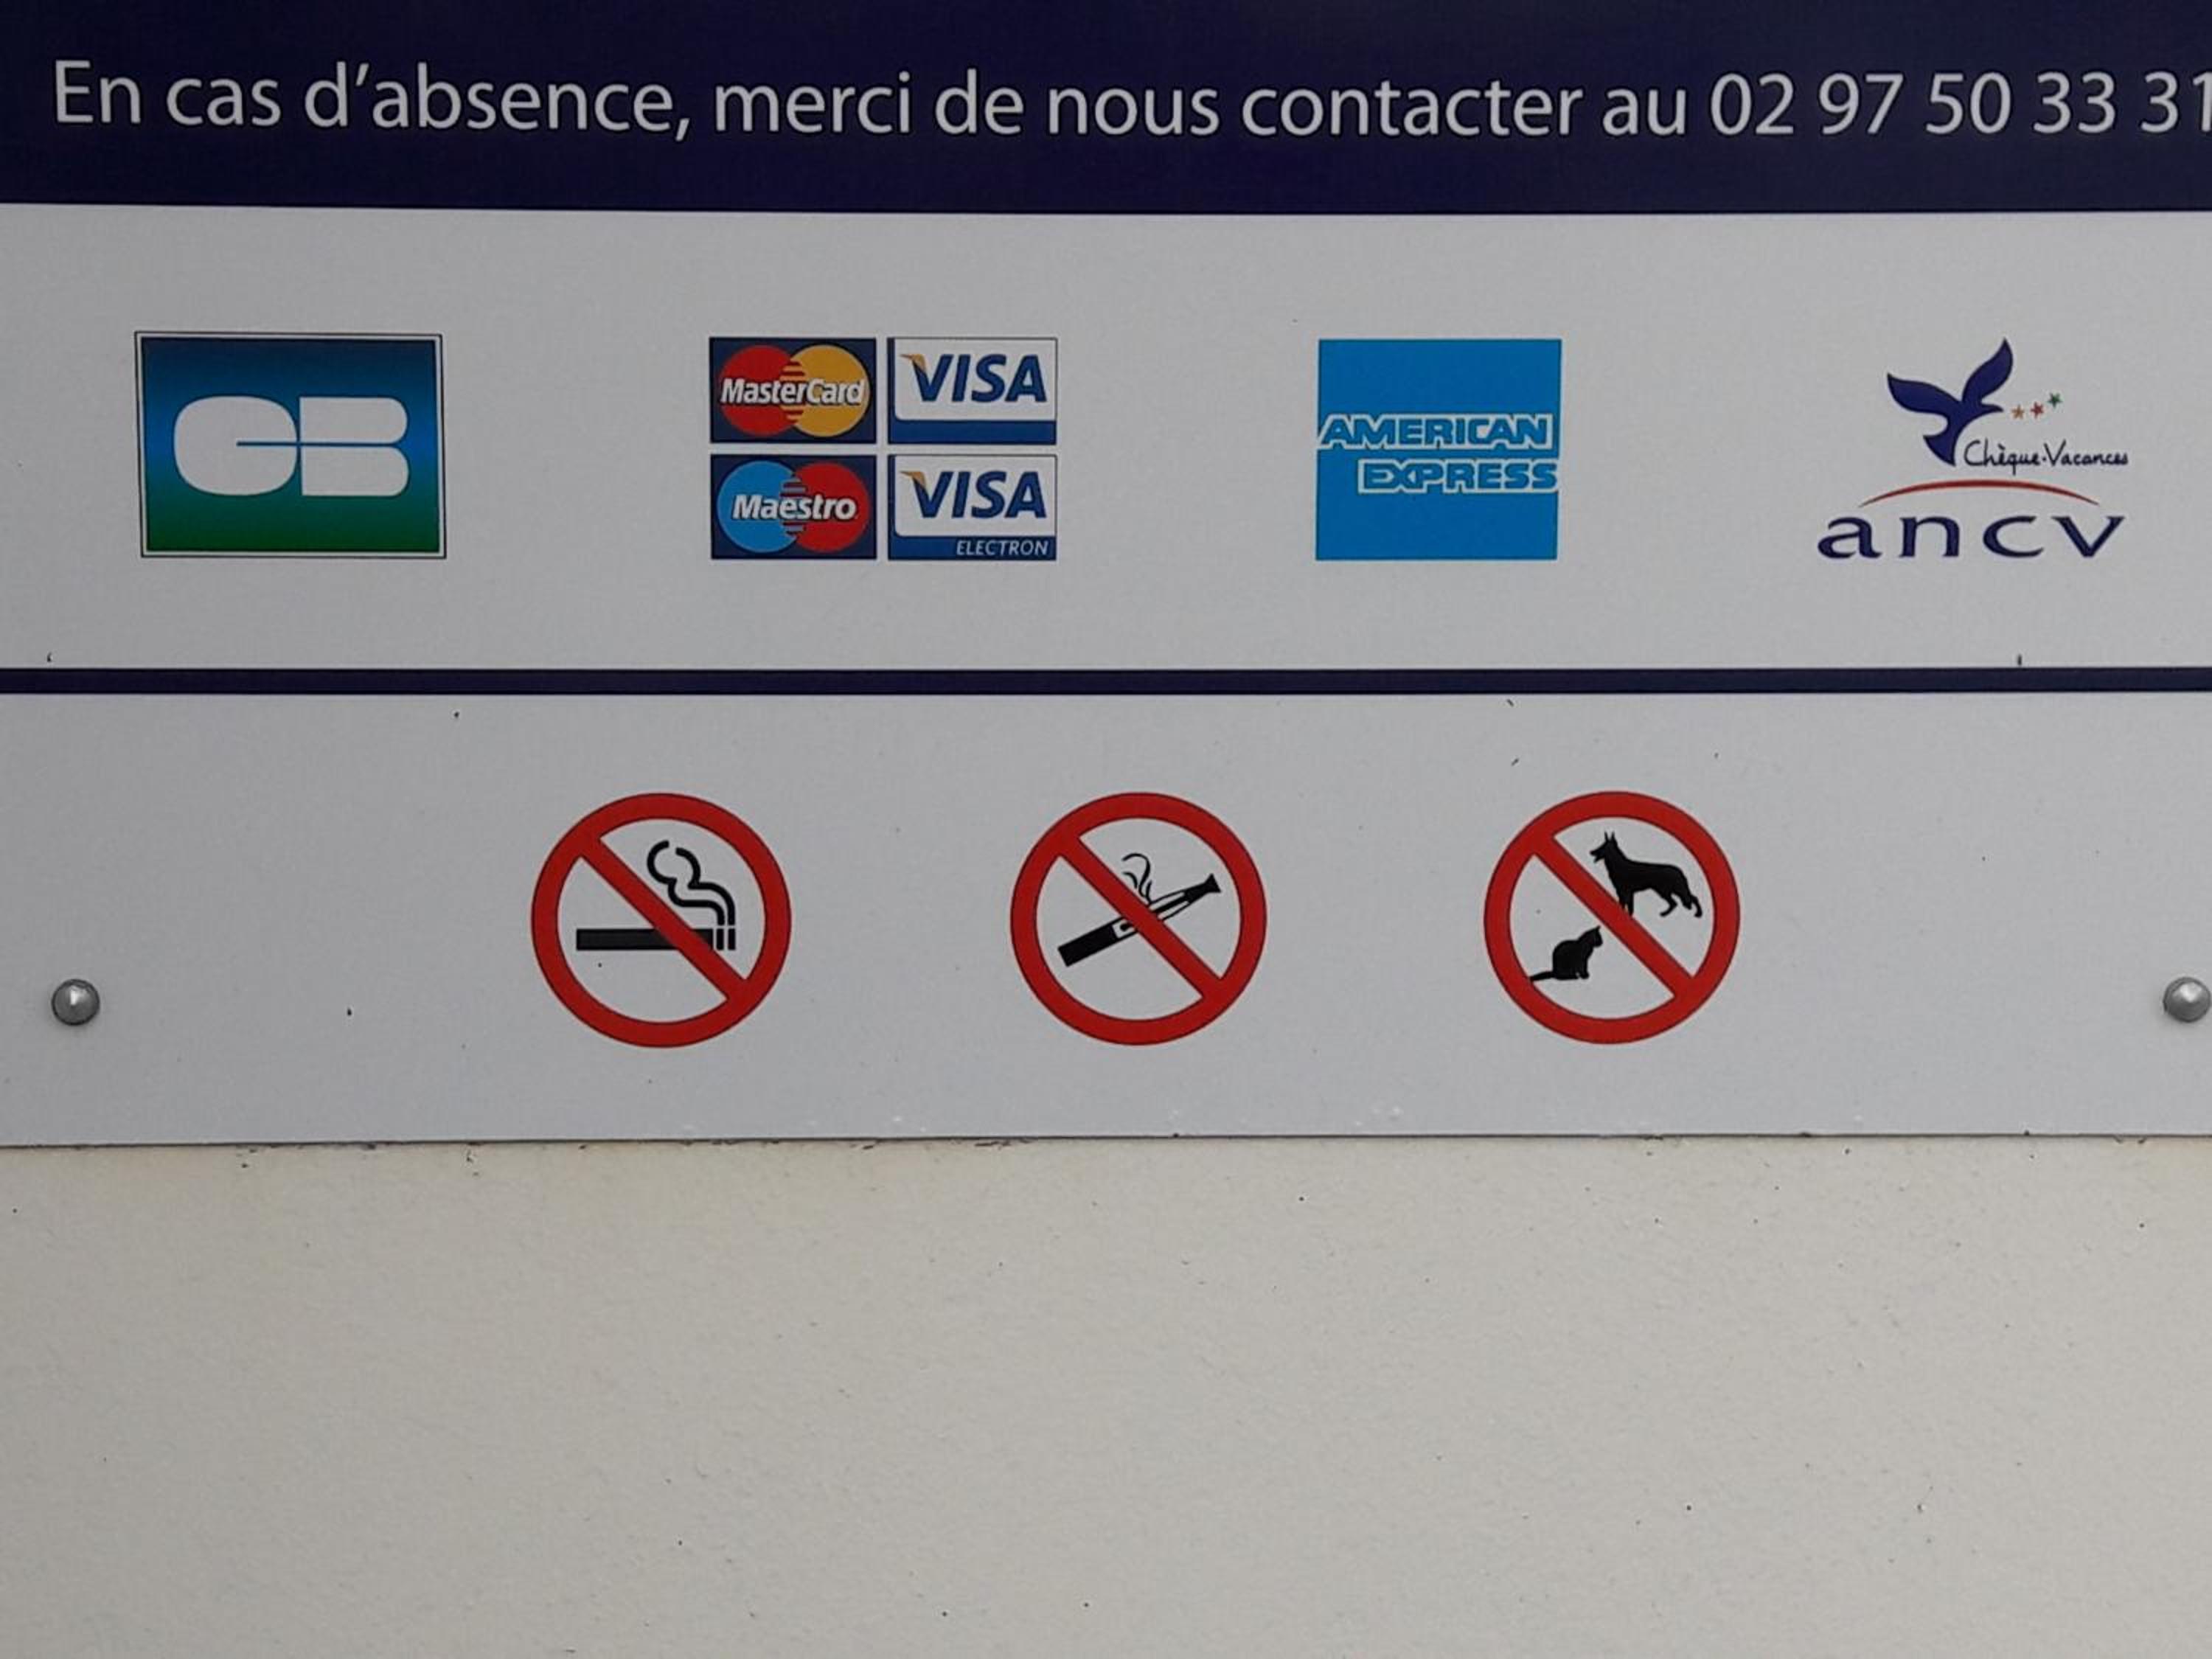 En cas d'absence, merci de nous contacter au 02 97 50 33 31
CB
MasterCard VISA
Maestro VISA
ELECTRON
AMERICAN
EXPRESS
Chèque-Vacances
ancv